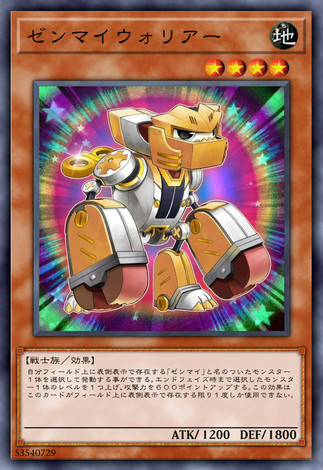 ゼンマイウォリアー
地
【戦士族／効果】
自分フィールド上に表側表示で存在する「ゼンマイ」と名のついたモンスター
１体を選択して発動する事ができる。エンドフェイズ時まで選択したモンスタ
ー１体のレベルを１つ上げ、攻撃力を６００ポイントアップする。この効果は
このカードがフィールド上に表側表示で存在する限り１度しか使用できない。
ATK/1200 DEF/1800
53540729